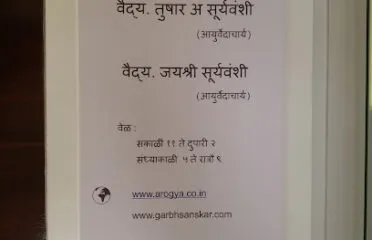 वैद्य. तुषार अ सूर्यवंशी
(आयुर्वेदाचार्य)
वैद्य. जयश्री सूर्यवंशी
(आयुर्वेदाचार्य)
वेळ :
सकाळी ११ ते दुपारी २
संध्याकाळी ५ ते रात्रौ ९
www.arogya.co.in
www.garbhsanskar.com